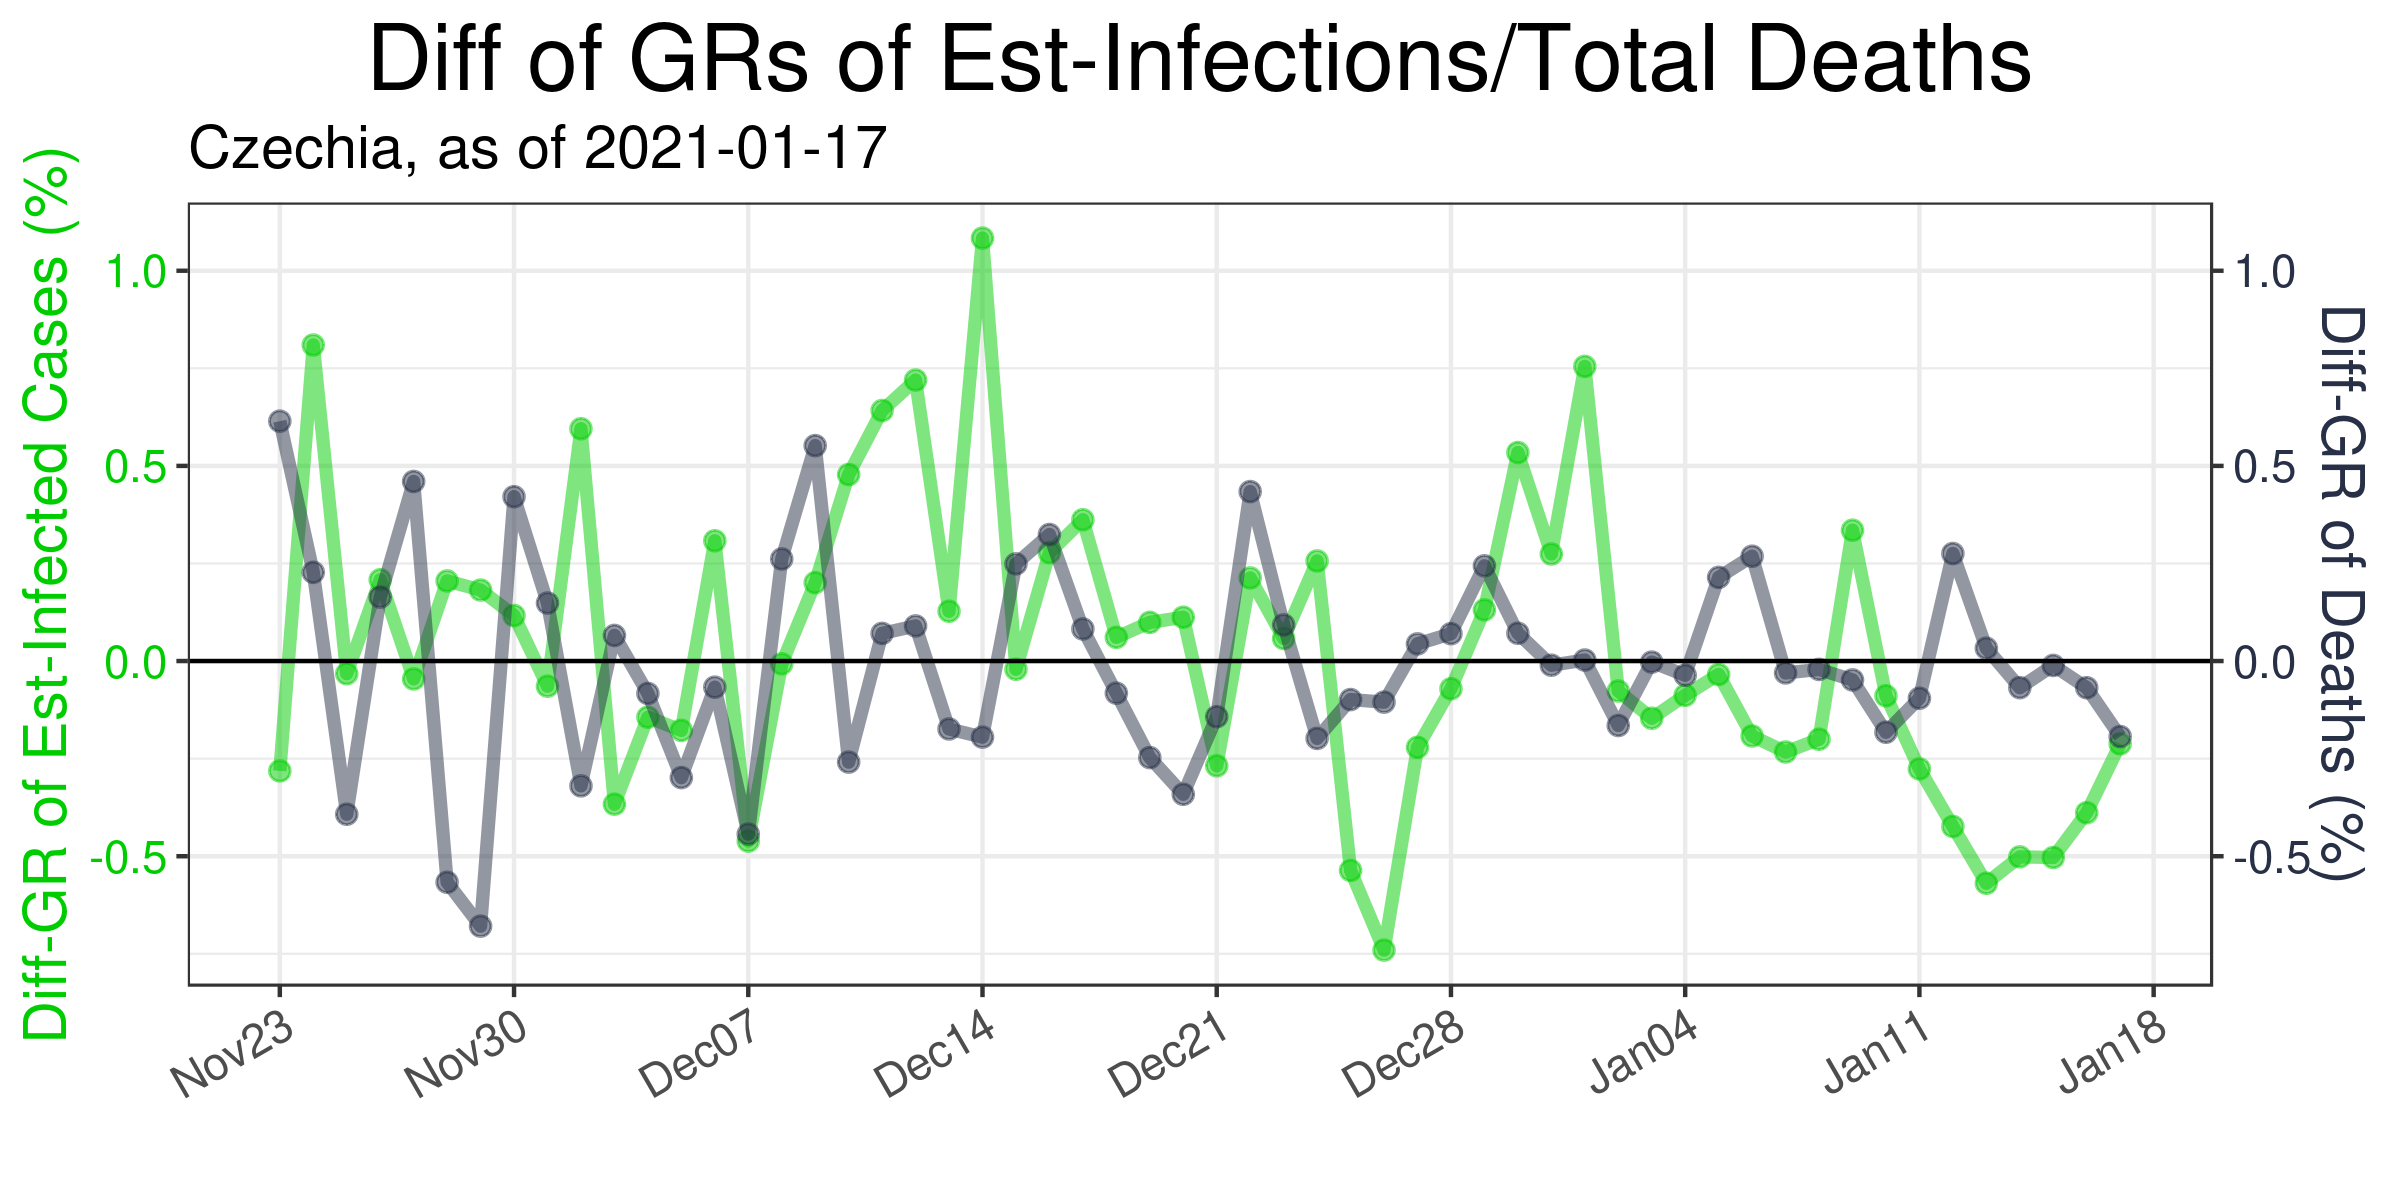 Diff of GRs of Est-Infections/Total Deaths
Czechia, as of 2021-01-17
Diff-GR of Est-Infected Cases (%)
1.0
0.5
0.0
-0.5
1.0
0.5
0.0
-0.5
Diff-GR of Deaths (%)
Nov23 Nov30 Dec07 Dec14 Dec21 Dec28 Jan04 Jan11 Jan18